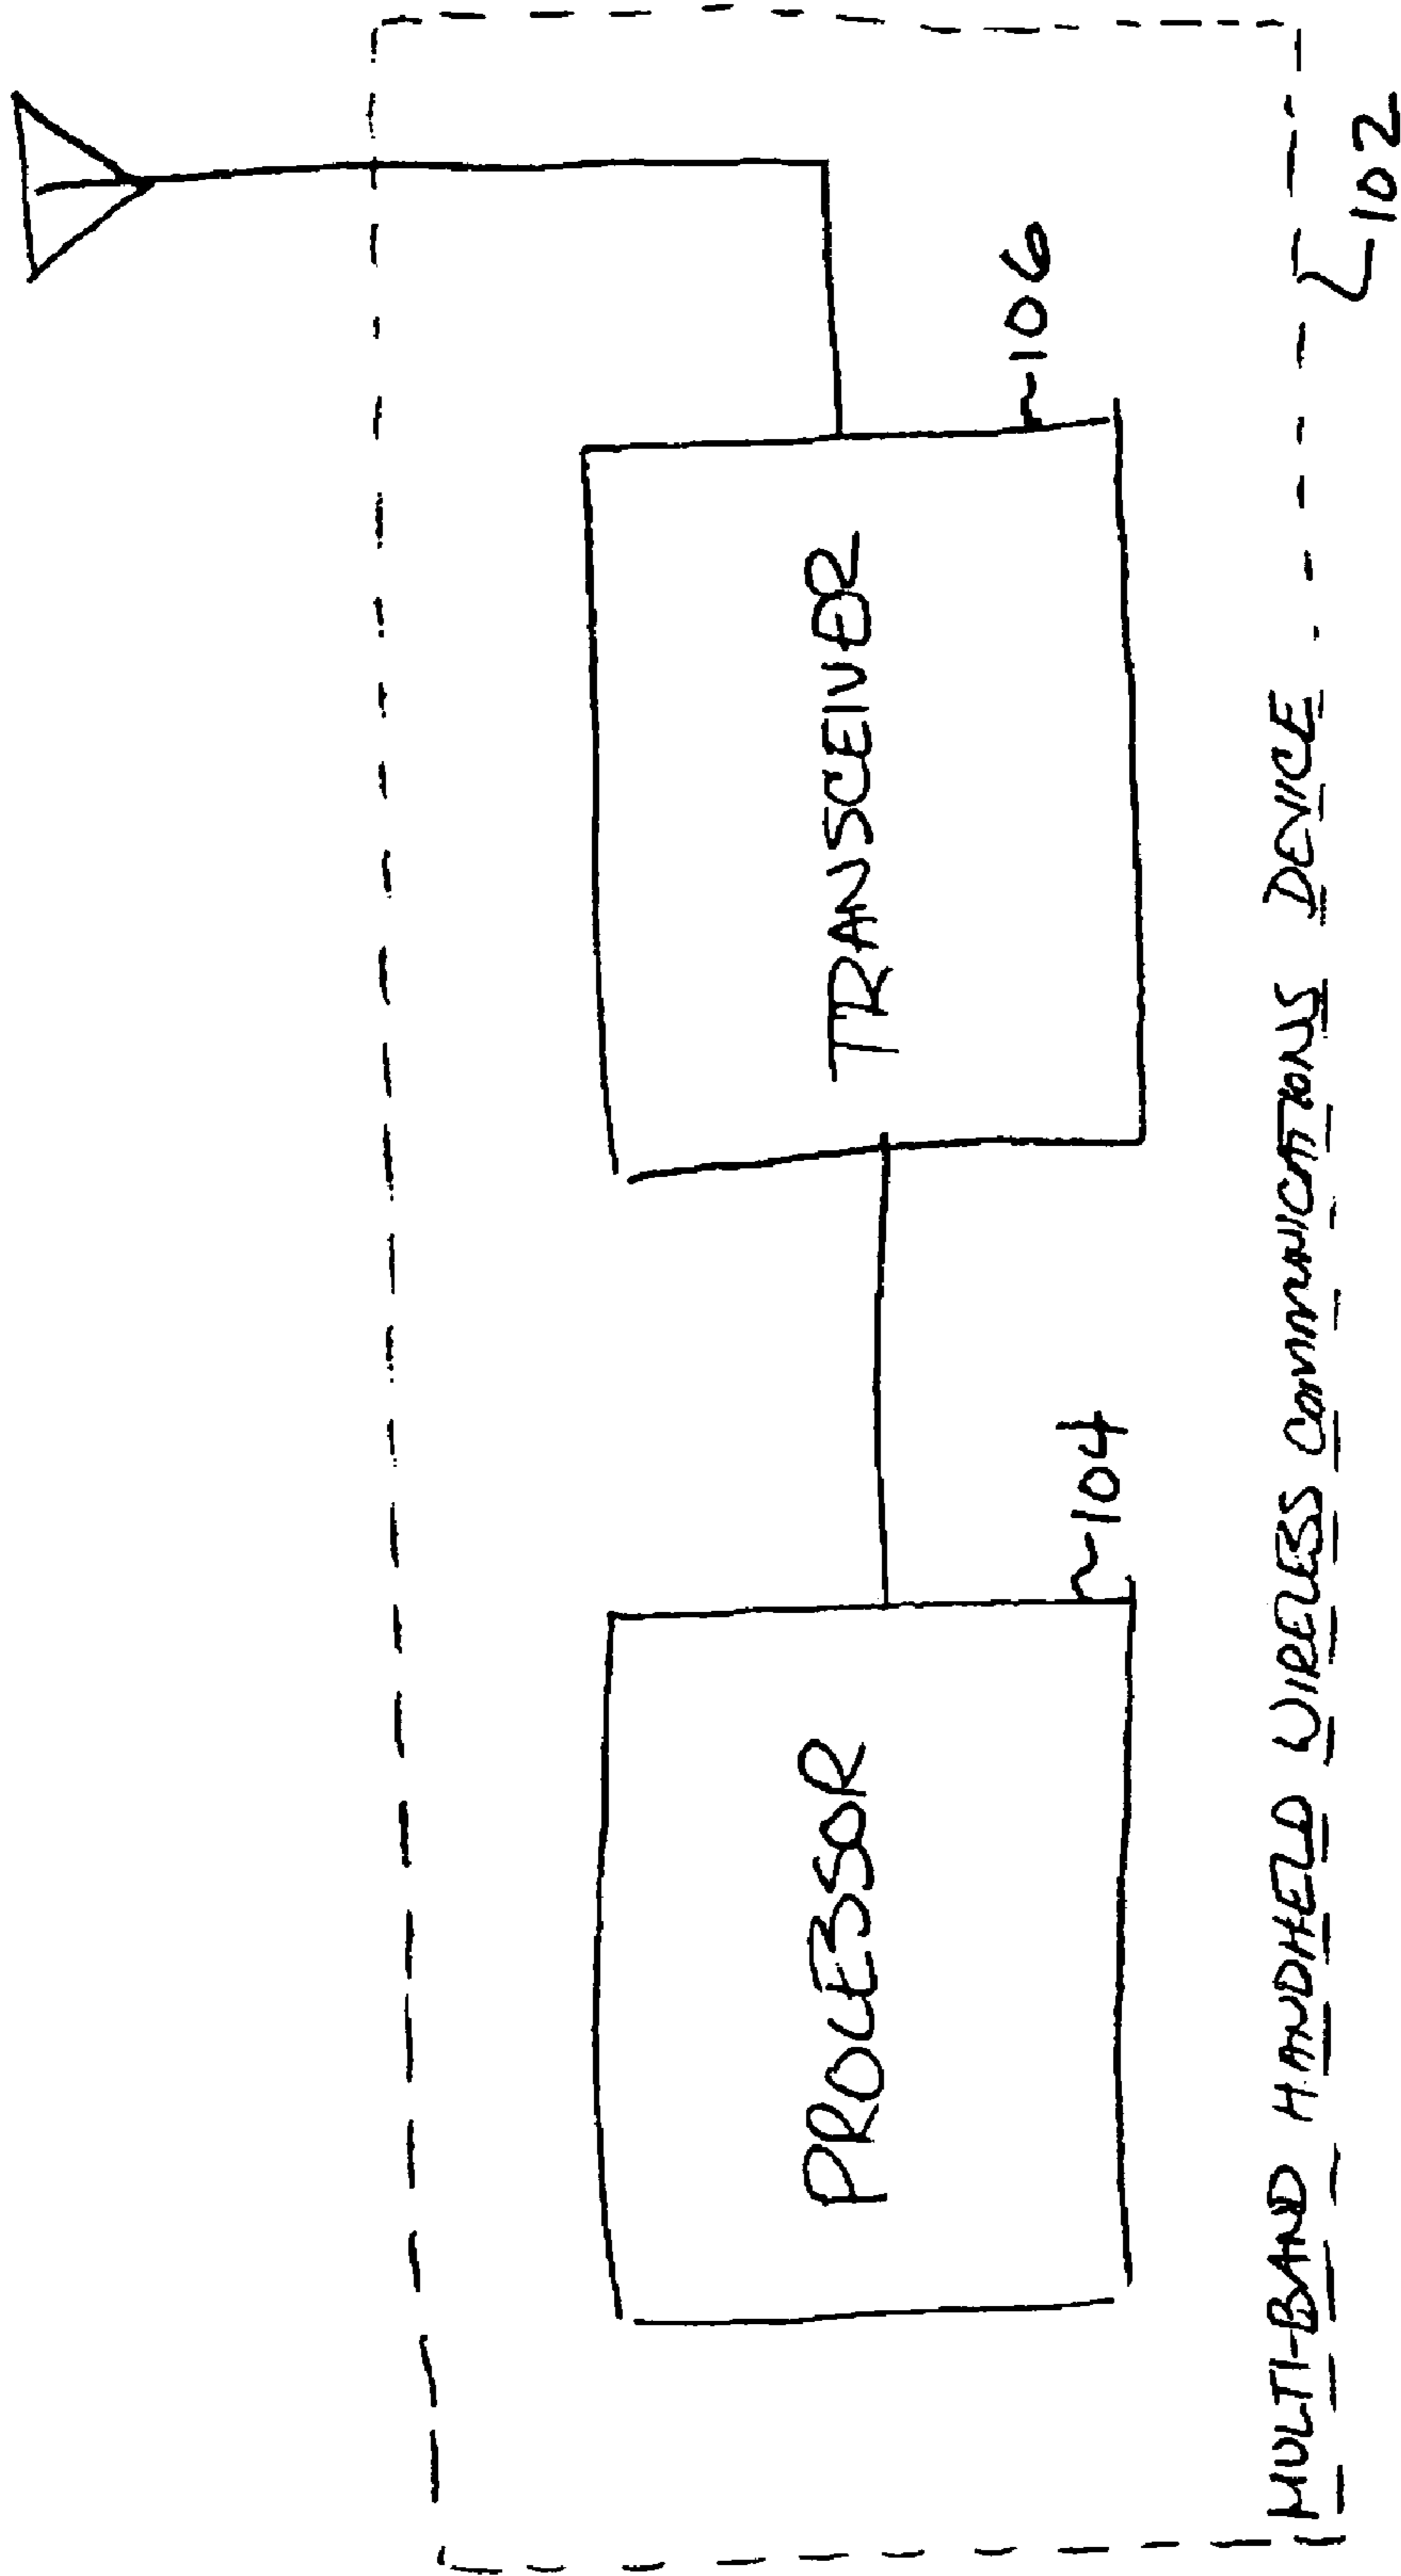 PROCESSOR
~104
TRANSCEIVER
~106
MULTI-BAND HANDHELD WIRELESS COMMUNICATIONS DEVICE
102